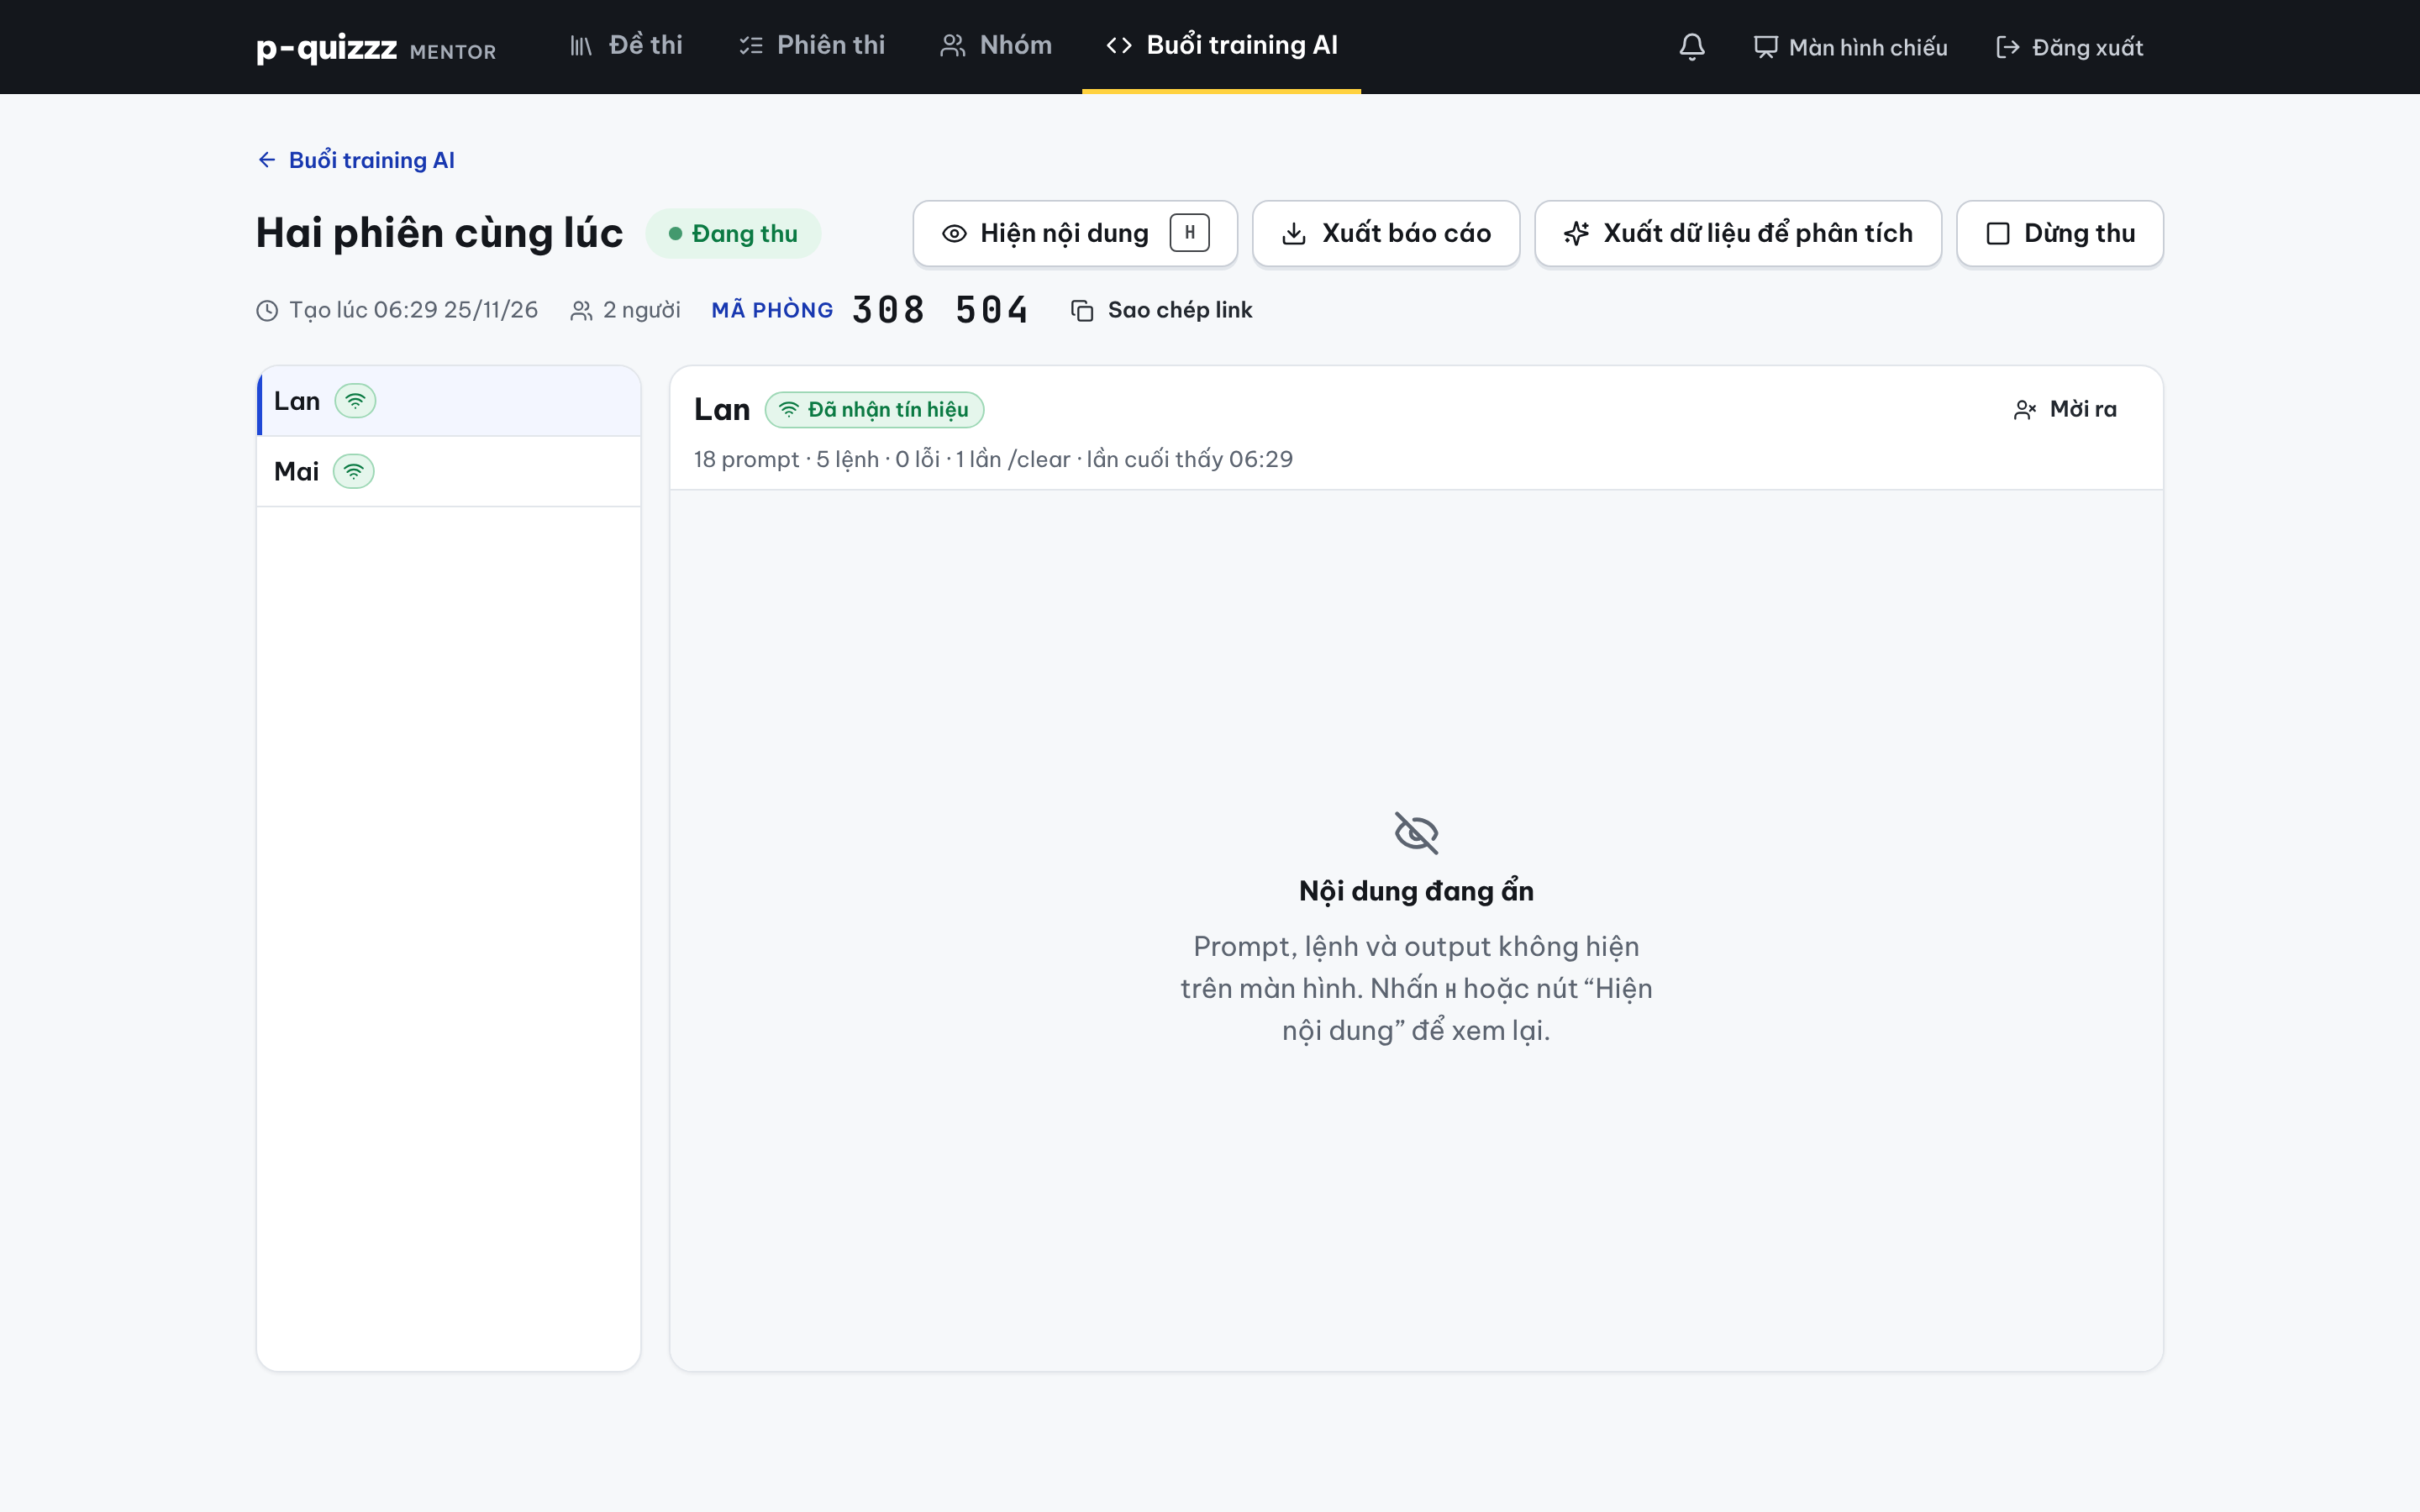 p-quizzz MENTOR Đề thi Phiên thi Nhóm Buổi training AI Màn hình chiếu Đăng xuất
Buổi training AI
Hai phiên cùng lúc Đang thu Hiện nội dung H Xuất báo cáo Xuất dữ liệu để phân tích Dừng thu
Tạo lúc 06:29 25/11/26 2 người MÃ PHÒNG 308 504 Sao chép link
Lan
Mai
Lan Đã nhận tín hiệu Mời ra
18 prompt · 5 lệnh · 0 lỗi · 1 lần /clear · lần cuối thấy 06:29
Nội dung đang ẩn
Prompt, lệnh và output không hiện
trên màn hình. Nhấn H hoặc nút “Hiện
nội dung” để xem lại.